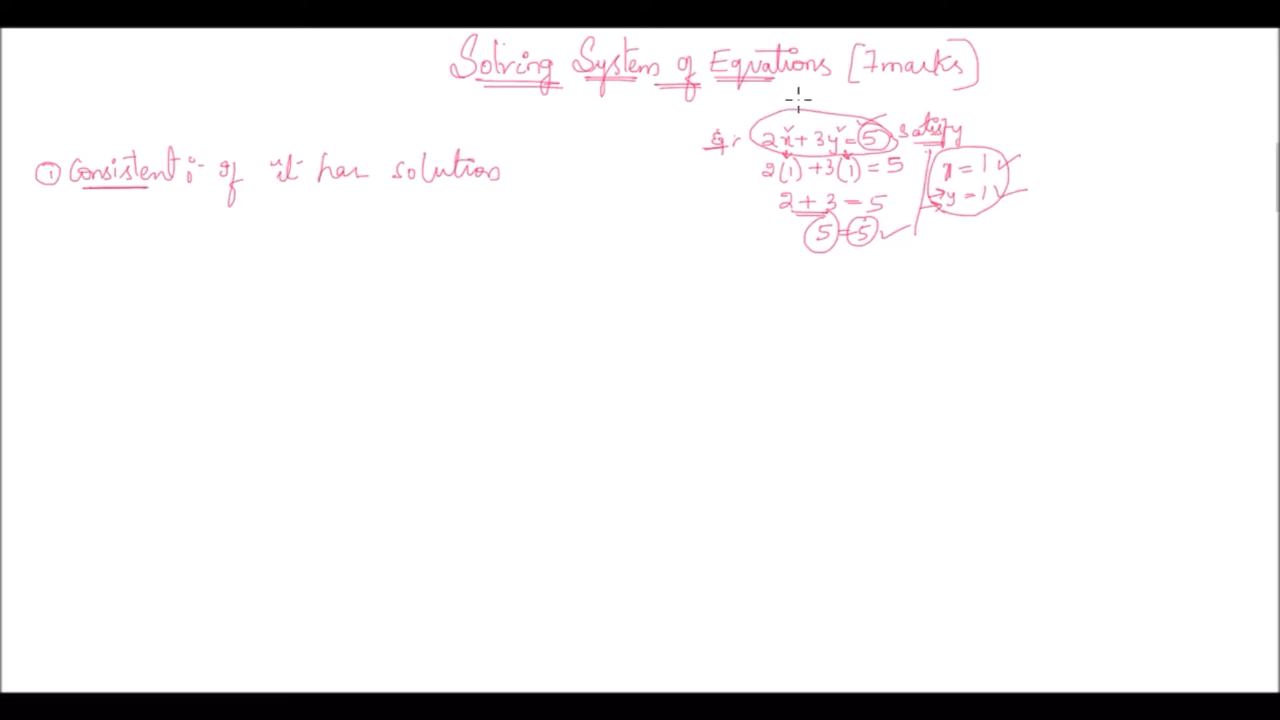 Solving System of Equations [7marks]
Eg: 2x + 3y = 5 satisfy
① Consistent :- If it has solution
2(1) + 3(1) = 5
x = 1
2 + 3 = 5
y = 1
5 = 5